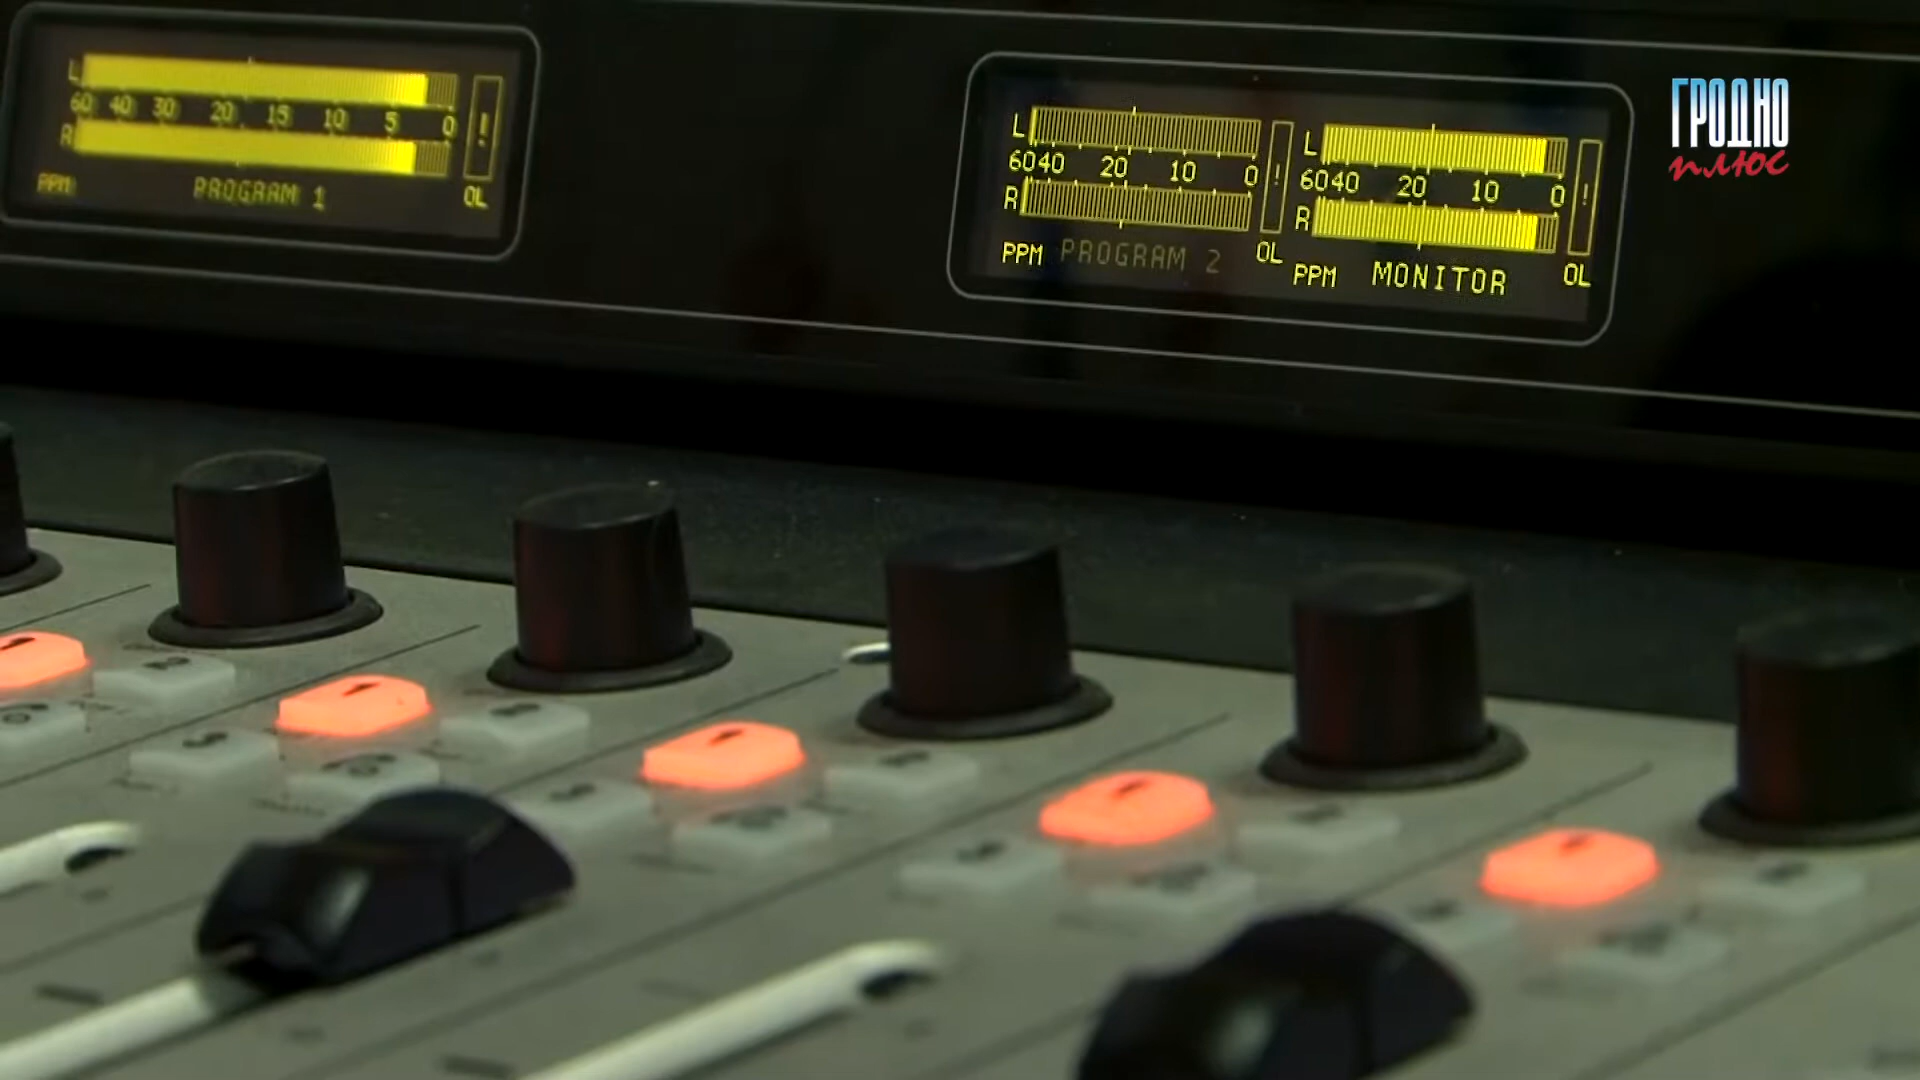 L
60 40 30 20 15 10 5 0
R
PPM PROGRAM 1 OL
L
60 40 20 10 0
R
PPM PROGRAM 2 OL
L
60 40 20 10 0
R
PPM MONITOR OL
ГРОДНО
плюс